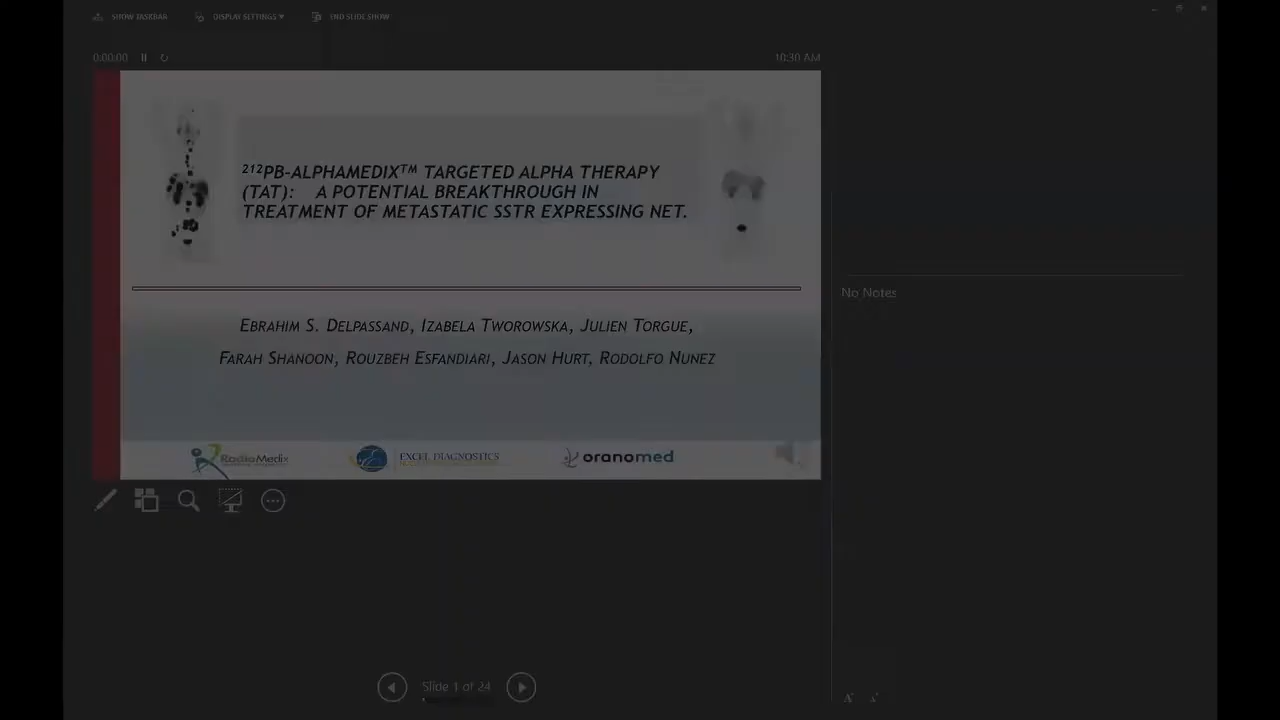 SHOW TASKBAR DISPLAY SETTINGS ▾ END SLIDE SHOW
0:00:00 10:30 AM
²¹²PB-ALPHAMEDIX™ TARGETED ALPHA THERAPY
(TAT): A POTENTIAL BREAKTHROUGH IN
TREATMENT OF METASTATIC SSTR EXPRESSING NET.
EBRAHIM S. DELPASSAND, IZABELA TWOROWSKA, JULIEN TORGUE,
FARAH SHANOON, ROUZBEH ESFANDIARI, JASON HURT, RODOLFO NUNEZ
RadioMedix EXCEL DIAGNOSTICS oranomed
No Notes
Slide 1 of 24
A A